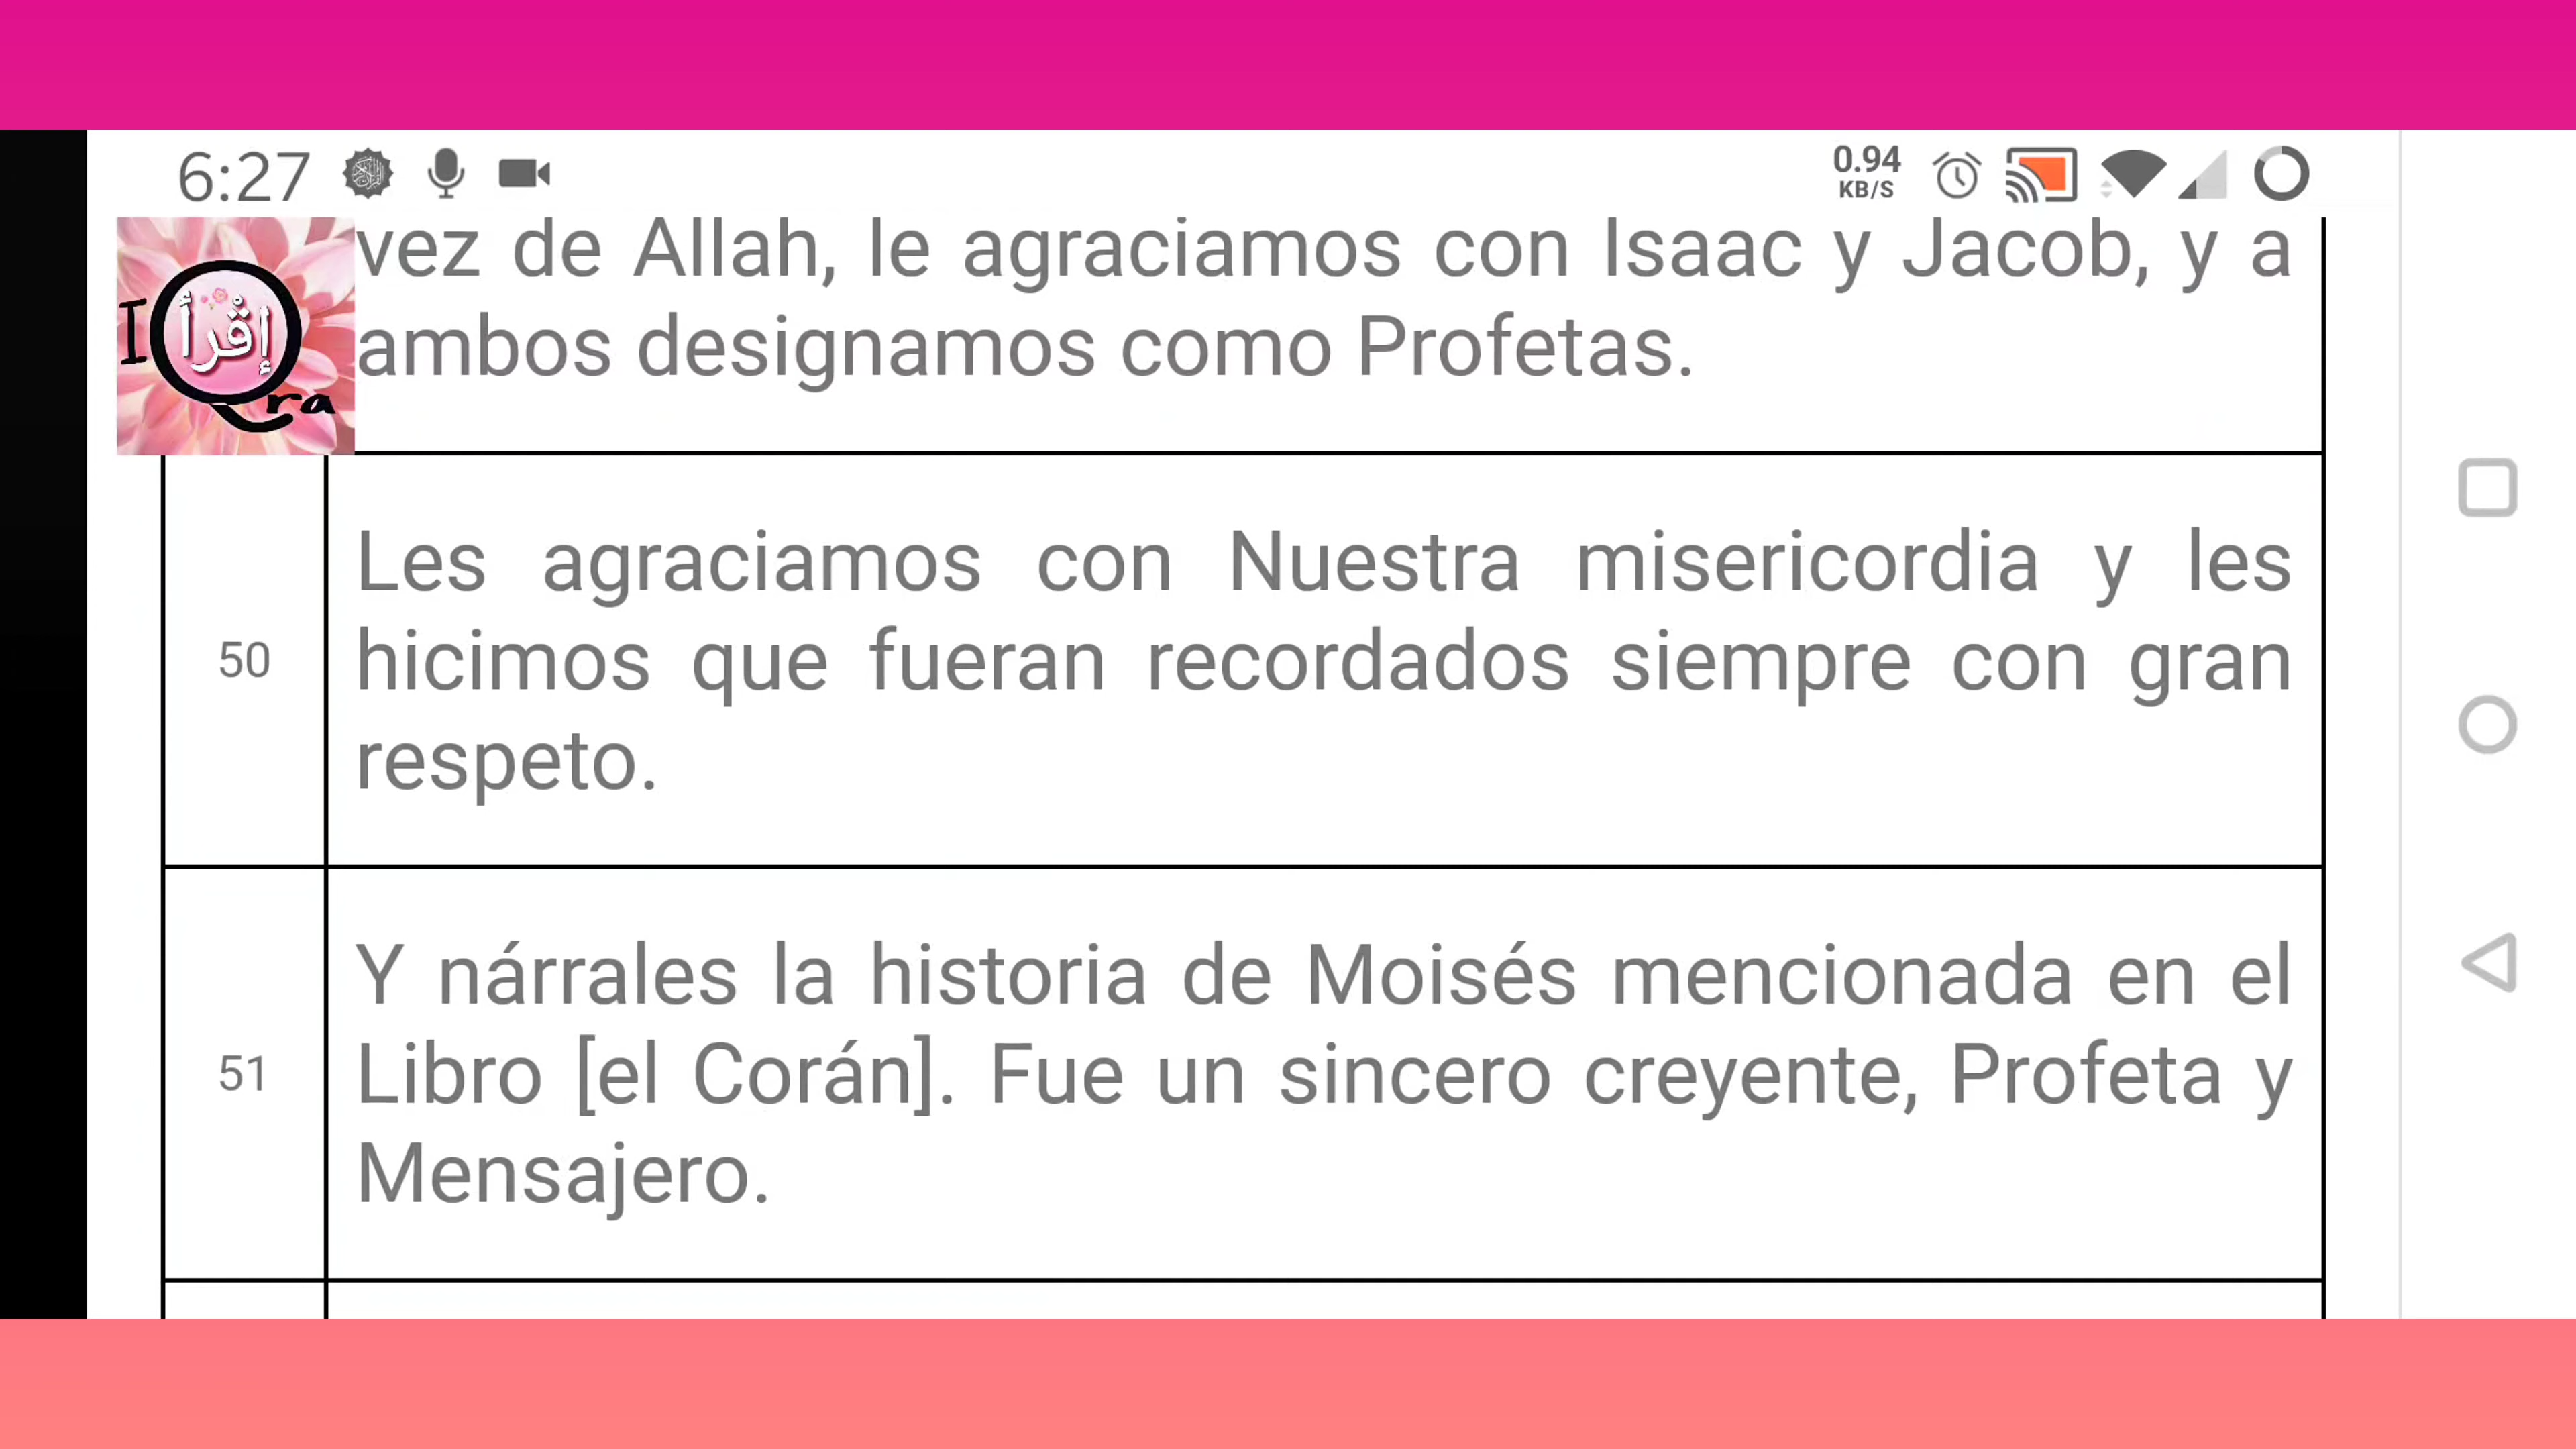 6:27
0.94
KB/S
vez de Allah, le agraciamos con Isaac y Jacob, y a
ambos designamos como Profetas.
إقرأ
IQra
50
Les agraciamos con Nuestra misericordia y les
hicimos que fueran recordados siempre con gran
respeto.
51
Y nárrales la historia de Moisés mencionada en el
Libro [el Corán]. Fue un sincero creyente, Profeta y
Mensajero.